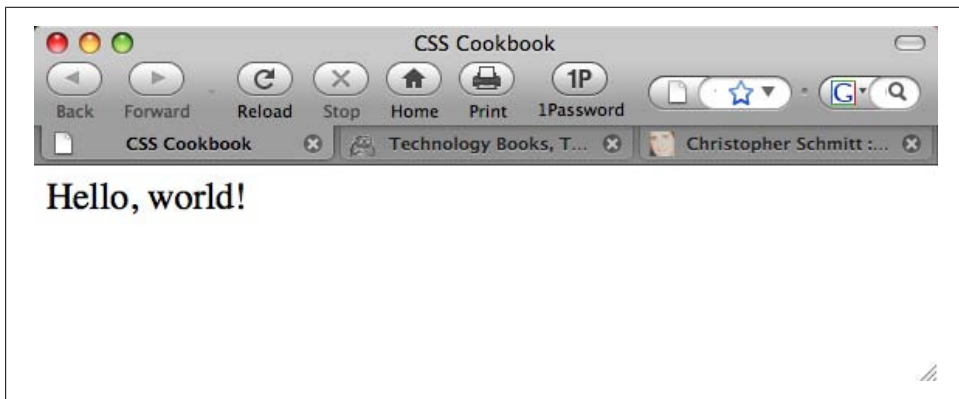 CSS Cookbook
1P
G
Back Forward Reload Stop Home Print 1Password
CSS Cookbook Technology Books, T... Christopher Schmitt :...
Hello, world!